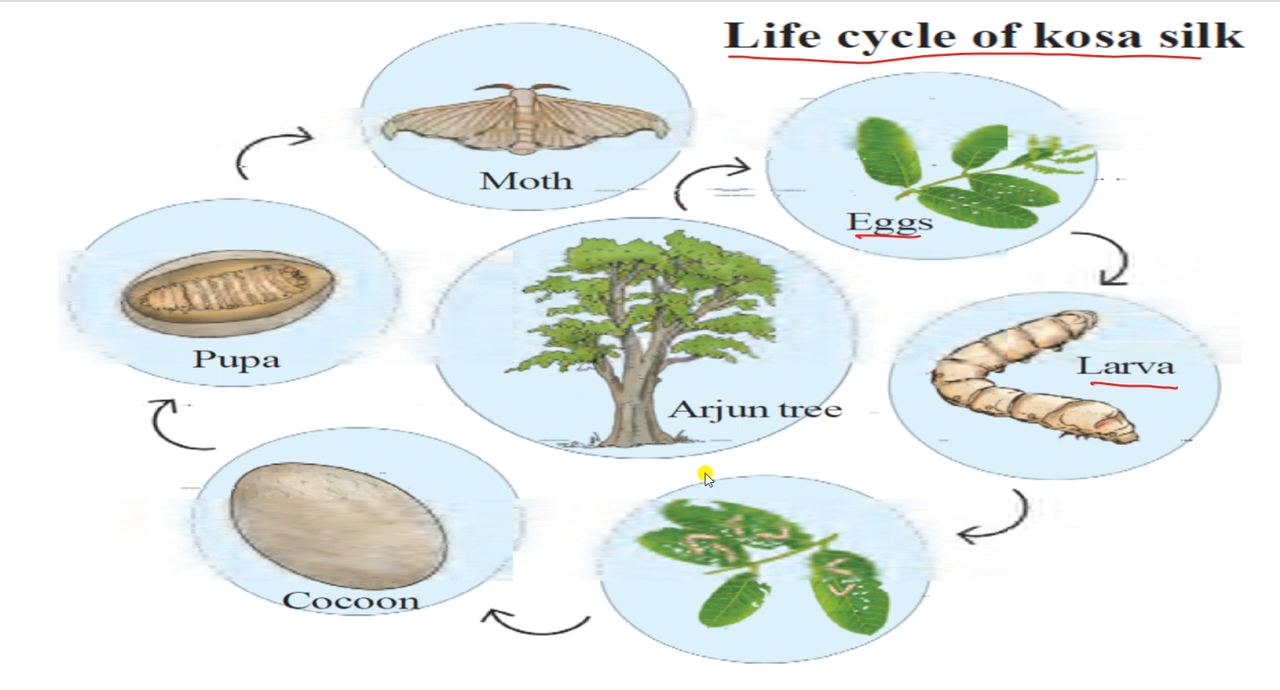 Life cycle of kosa silk
Moth
Eggs
Larva
Arjun tree
Pupa
Cocoon